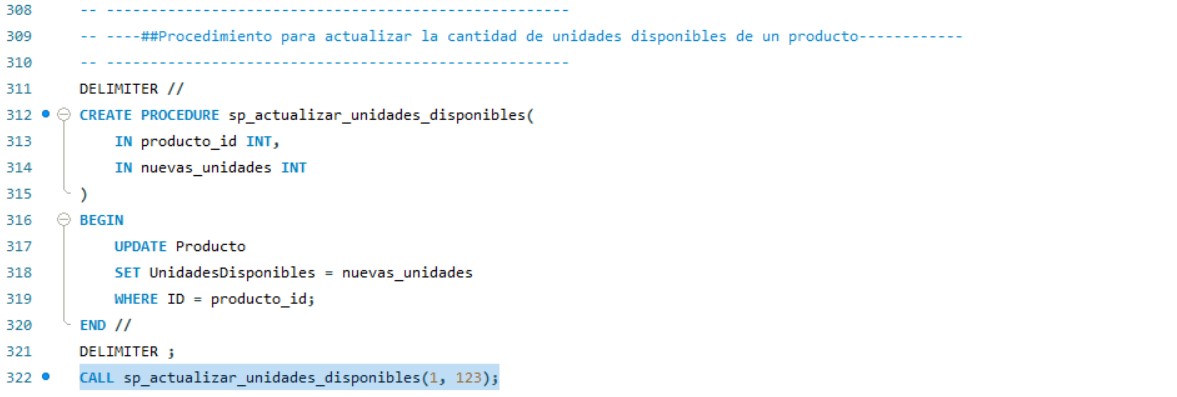 308 -- -----------------------------------------------------
309 -- ----##Procedimiento para actualizar la cantidad de unidades disponibles de un producto------------
310 -- -----------------------------------------------------
311 DELIMITER //
312 CREATE PROCEDURE sp_actualizar_unidades_disponibles(
313 IN producto_id INT,
314 IN nuevas_unidades INT
315 )
316 BEGIN
317 UPDATE Producto
318 SET UnidadesDisponibles = nuevas_unidades
319 WHERE ID = producto_id;
320 END //
321 DELIMITER ;
322 CALL sp_actualizar_unidades_disponibles(1, 123);